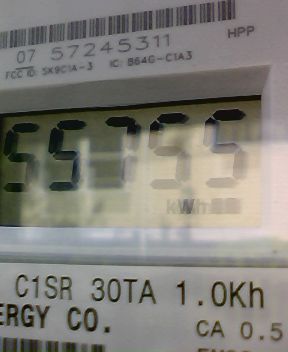 07 57245311
HPP
FCC ID: SK9C1A-3 IC: B64G-C1A3
55755
kWh
C1SR 30TA 1.0Kh
ERGY CO.
CA 0.5